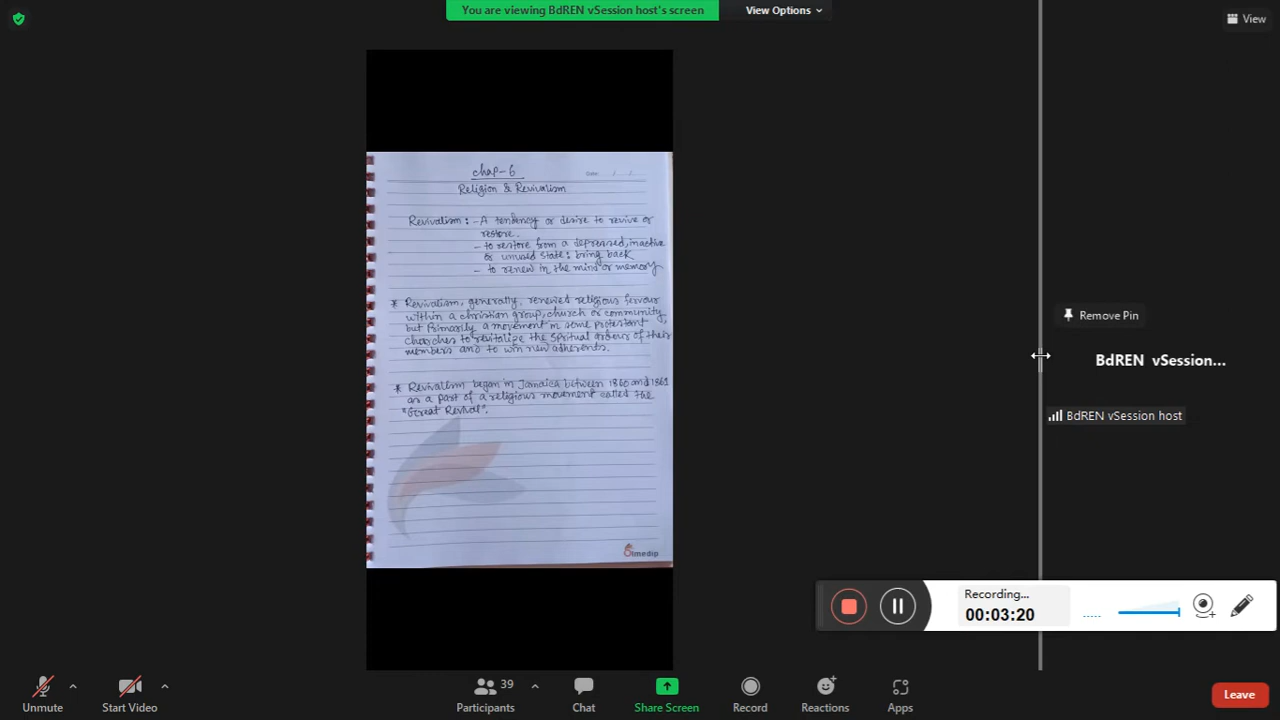 You are viewing BdREN vSession host's screen
View Options
View
chap-6
Date: / /
Religion & Revivalism
Revivalism: - A tendency or desire to revive or
restore.
- to restore from a depressed, inactive
or unused state: bring back
- to renew in the mind or memory
* Revivalism, generally, renewed religious fervour
within a christian group, church or community,
but Primarily a movement in some protestant
churches to revitalize the spritual ardour of their
members and to win new adherents.
* Revivalism began in Jamaica between 1860 and 1861
as a part of a religious movement called the
"Great Revival".
Olmedip
Remove Pin
BdREN vSession...
BdREN vSession host
Recording...
00:03:20
Unmute
Start Video
39
Participants
Chat
Share Screen
Record
Reactions
Apps
Leave